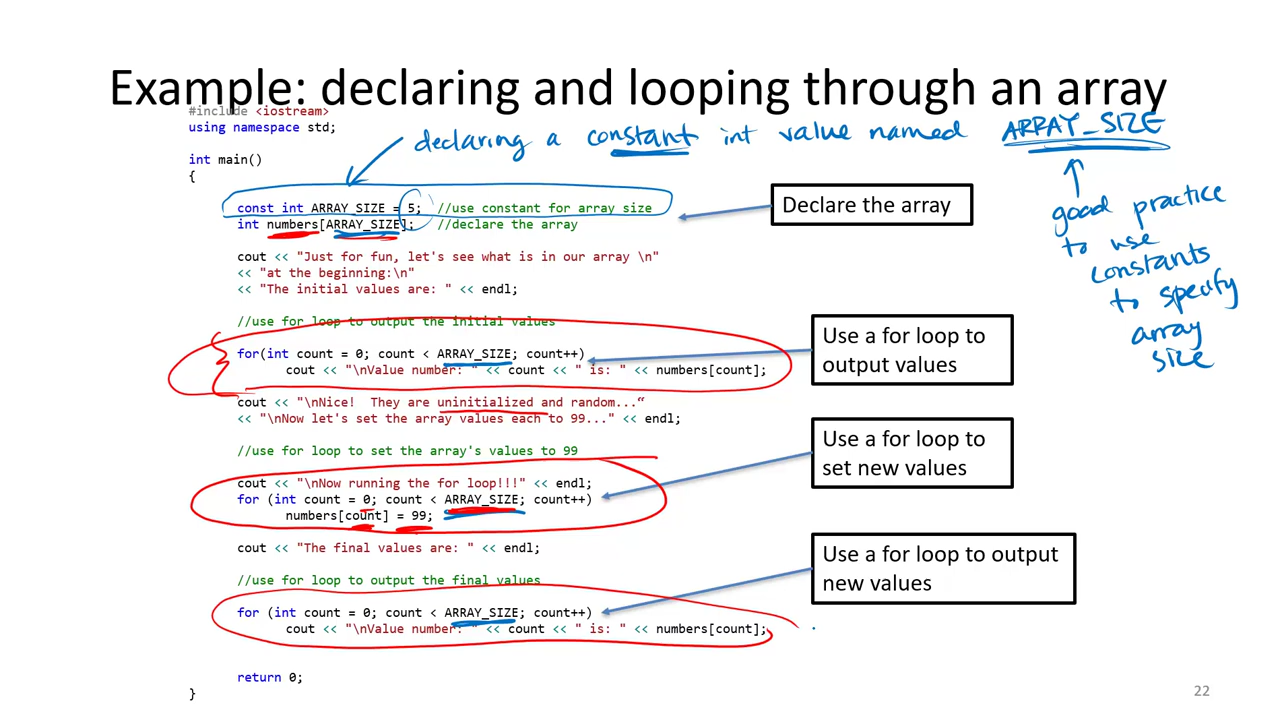 Example: declaring and looping through an array
#include <iostream>
using namespace std;
declaring a constant int value named ARRAY_SIZE
int main()
{
const int ARRAY_SIZE = 5; //use constant for array size
int numbers[ARRAY_SIZE]; //declare the array
Declare the array
good practice
to use
constants
to specify
array
size
cout << "Just for fun, let's see what is in our array \n"
<< "at the beginning:\n"
<< "The initial values are: " << endl;
//use for loop to output the initial values
for(int count = 0; count < ARRAY_SIZE; count++)
cout << "\nValue number: " << count << " is: " << numbers[count];
Use a for loop to
output values
cout << "\nNice!  They are uninitialized and random...“
<< "\nNow let's set the array values each to 99..." << endl;
//use for loop to set the array's values to 99
cout << "\nNow running the for loop!!!" << endl;
for (int count = 0; count < ARRAY_SIZE; count++)
numbers[count] = 99;
Use a for loop to
set new values
cout << "The final values are: " << endl;
//use for loop to output the final values
for (int count = 0; count < ARRAY_SIZE; count++)
cout << "\nValue number: " << count << " is: " << numbers[count];
Use a for loop to output
new values
return 0;
}
22